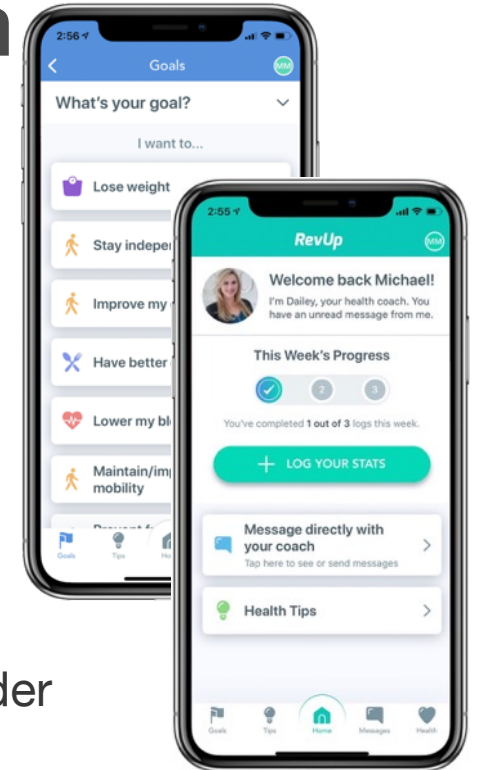 2:56
Goals
MM
What's your goal?
I want to...
Lose weight
Stay
Improve my
Have better
Lower my
Maintain/
mobility
Goals
Tips
2:55
RevUp
MM
Welcome back Michael!
I'm Dailey, your health coach. You
have an unread message from me.
This Week's Progress
2
3
You've completed 1 out of 3 logs this week.
+ LOG YOUR STATS
Message directly with
your coach
Tap here to see or send messages
Health Tips
Goals
Tips
Home
Messages
Health